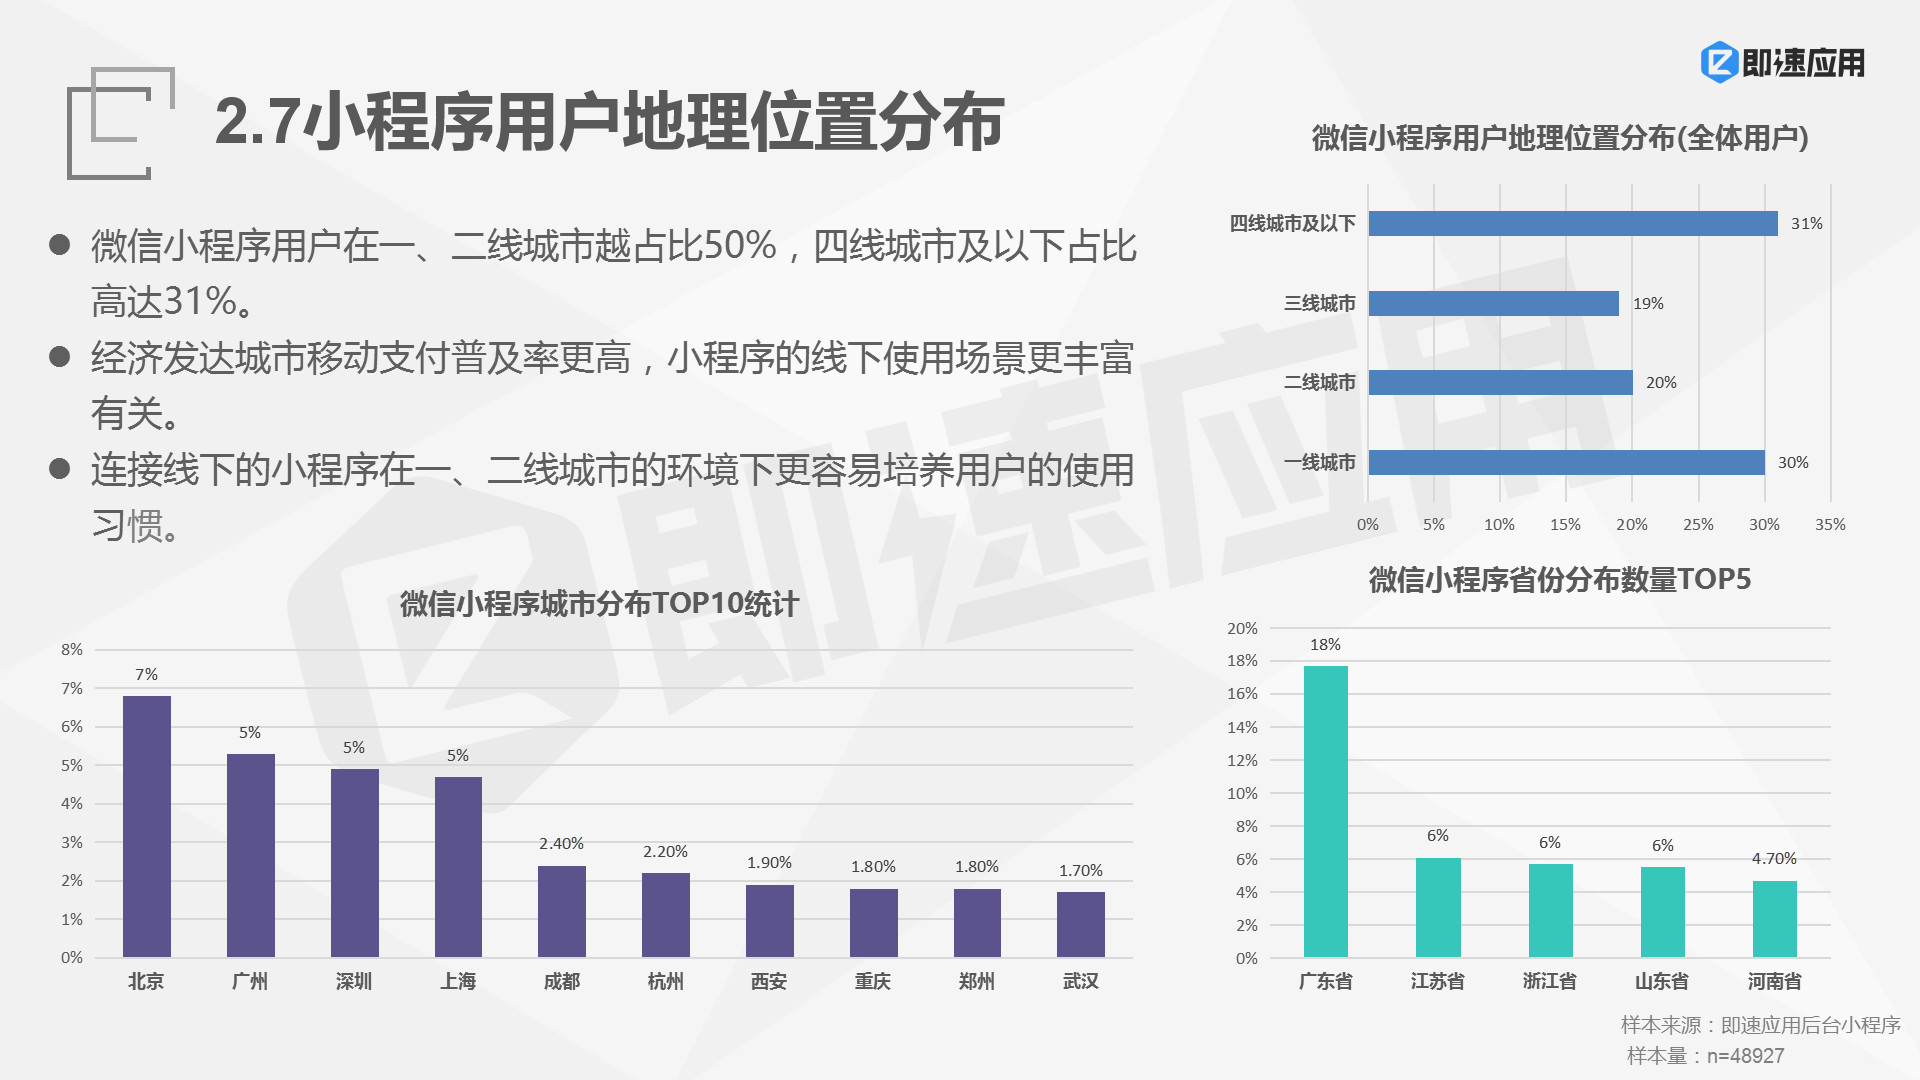 即速应用
2.7小程序用户地理位置分布
微信小程序用户在一、二线城市越占比50%，四线城市及以下占比
高达31%。
经济发达城市移动支付普及率更高，小程序的线下使用场景更丰富
有关。
连接线下的小程序在一、二线城市的环境下更容易培养用户的使用
习惯。
微信小程序用户地理位置分布(全体用户)
四线城市及以下 31%
三线城市 19%
二线城市 20%
一线城市 30%
0% 5% 10% 15% 20% 25% 30% 35%
微信小程序城市分布TOP10统计
8%
7%
6%
5%
4%
3%
2%
1%
0%
7% 5% 5% 5% 2.40% 2.20% 1.90% 1.80% 1.80% 1.70%
北京 广州 深圳 上海 成都 杭州 西安 重庆 郑州 武汉
微信小程序省份分布数量TOP5
20%
18%
16%
14%
12%
10%
8%
6%
4%
2%
0%
18% 6% 6% 6% 4.70%
广东省 江苏省 浙江省 山东省 河南省
样本来源：即速应用后台小程序
样本量：n=48927
即速应用